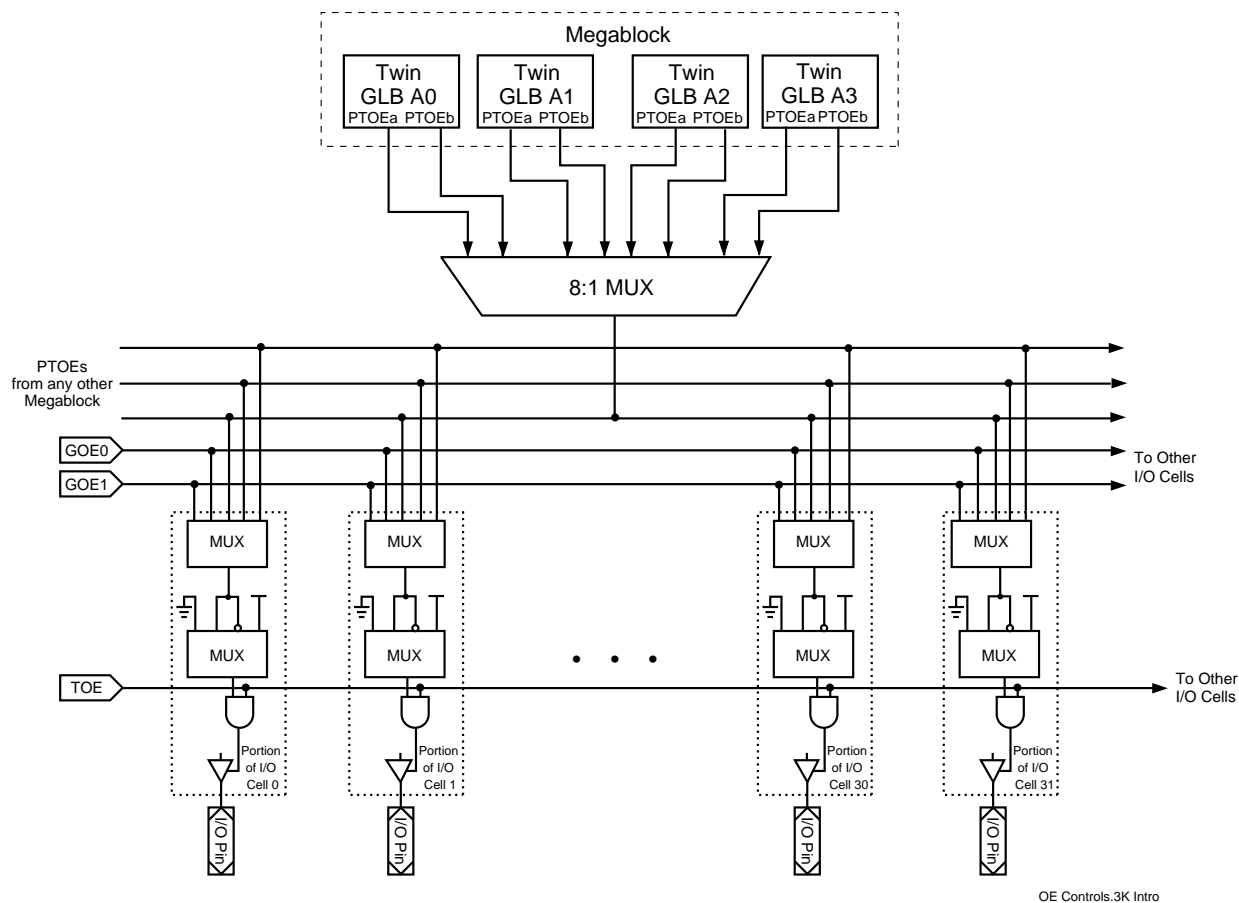 Megablock
Twin
GLB A0
PTOEa PTOEb
Twin
GLB A1
PTOEa PTOEb
Twin
GLB A2
PTOEa PTOEb
Twin
GLB A3
PTOEa PTOEb
8:1 MUX
PTOEs
from any other
Megablock
GOE0
GOE1
To Other
I/O Cells
MUX
MUX
MUX
MUX
MUX
MUX
MUX
MUX
. . .
TOE
To Other
I/O Cells
Portion
of I/O
Cell 0
Portion
of I/O
Cell 1
Portion
of I/O
Cell 30
Portion
of I/O
Cell 31
I/O Pin
I/O Pin
I/O Pin
I/O Pin
OE Controls.3K Intro